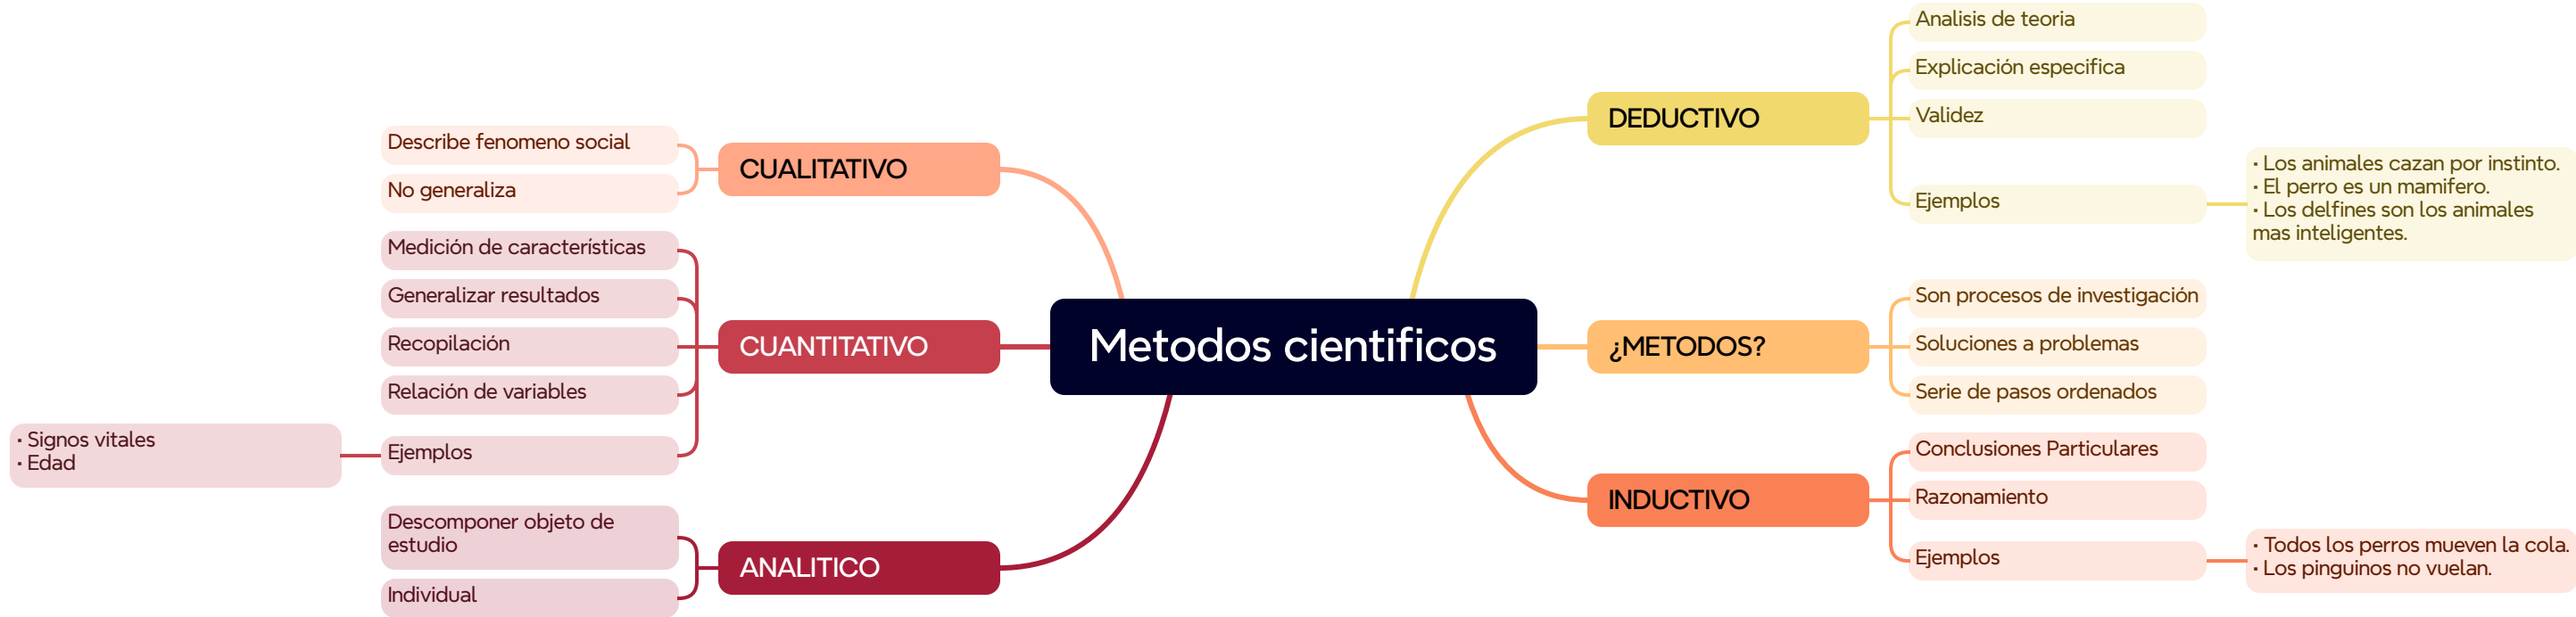 Metodos cientificos
DEDUCTIVO
Analisis de teoria
Explicación especifica
Validez
Ejemplos
· Los animales cazan por instinto.
· El perro es un mamifero.
· Los delfines son los animales
mas inteligentes.
¿METODOS?
Son procesos de investigación
Soluciones a problemas
Serie de pasos ordenados
INDUCTIVO
Conclusiones Particulares
Razonamiento
Ejemplos
· Todos los perros mueven la cola.
· Los pinguinos no vuelan.
CUALITATIVO
Describe fenomeno social
No generaliza
CUANTITATIVO
Medición de características
Generalizar resultados
Recopilación
Relación de variables
Ejemplos
· Signos vitales
· Edad
ANALITICO
Descomponer objeto de
estudio
Individual